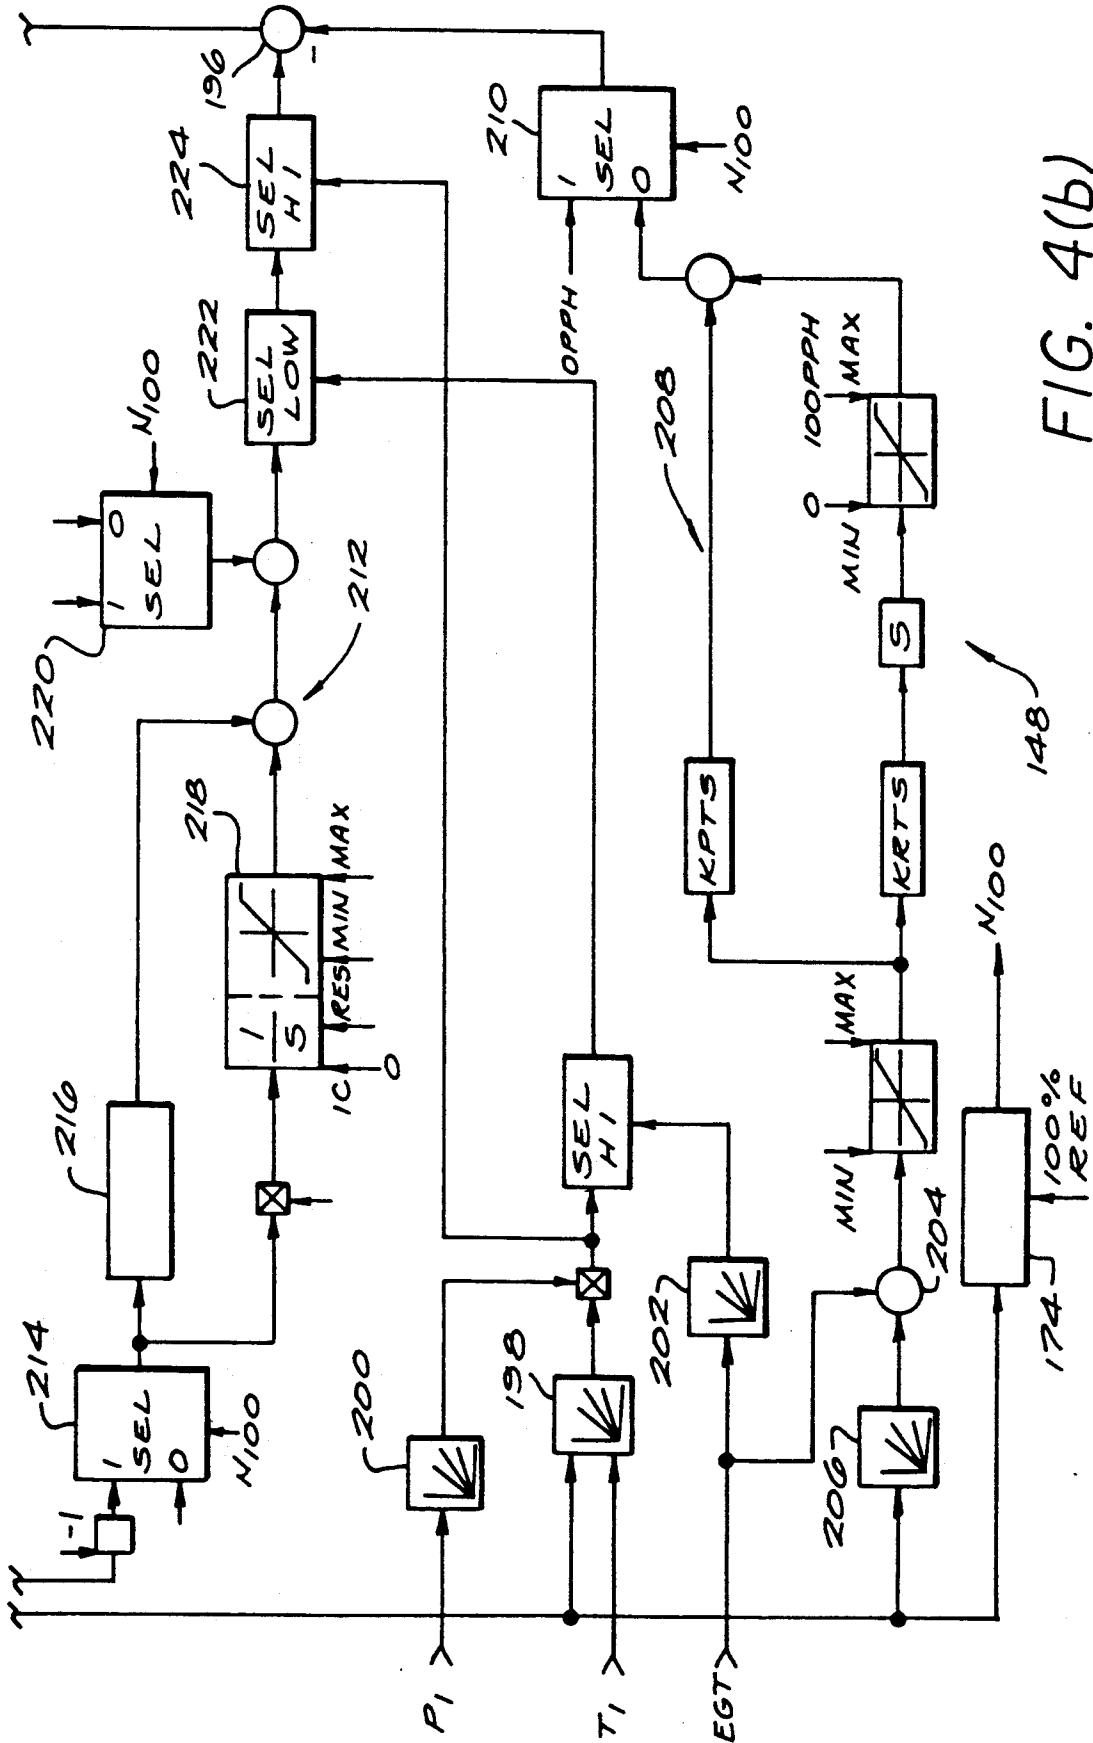 220
N100
1
0
SEL
-1
214
1
SEL
0
N100
216
212
222
SEL
LOW
224
SEL
HI
196
-
218
1
S
IC
0
RES
MIN
MAX
P1
200
T1
198
SEL
HI
EGT
202
OPPH
210
1
SEL
0
N100
208
KPTS
206
204
MIN
MAX
KRTS
S
MIN
0
100PPH
MAX
174
100%
REF
N100
148
FIG. 4(b)